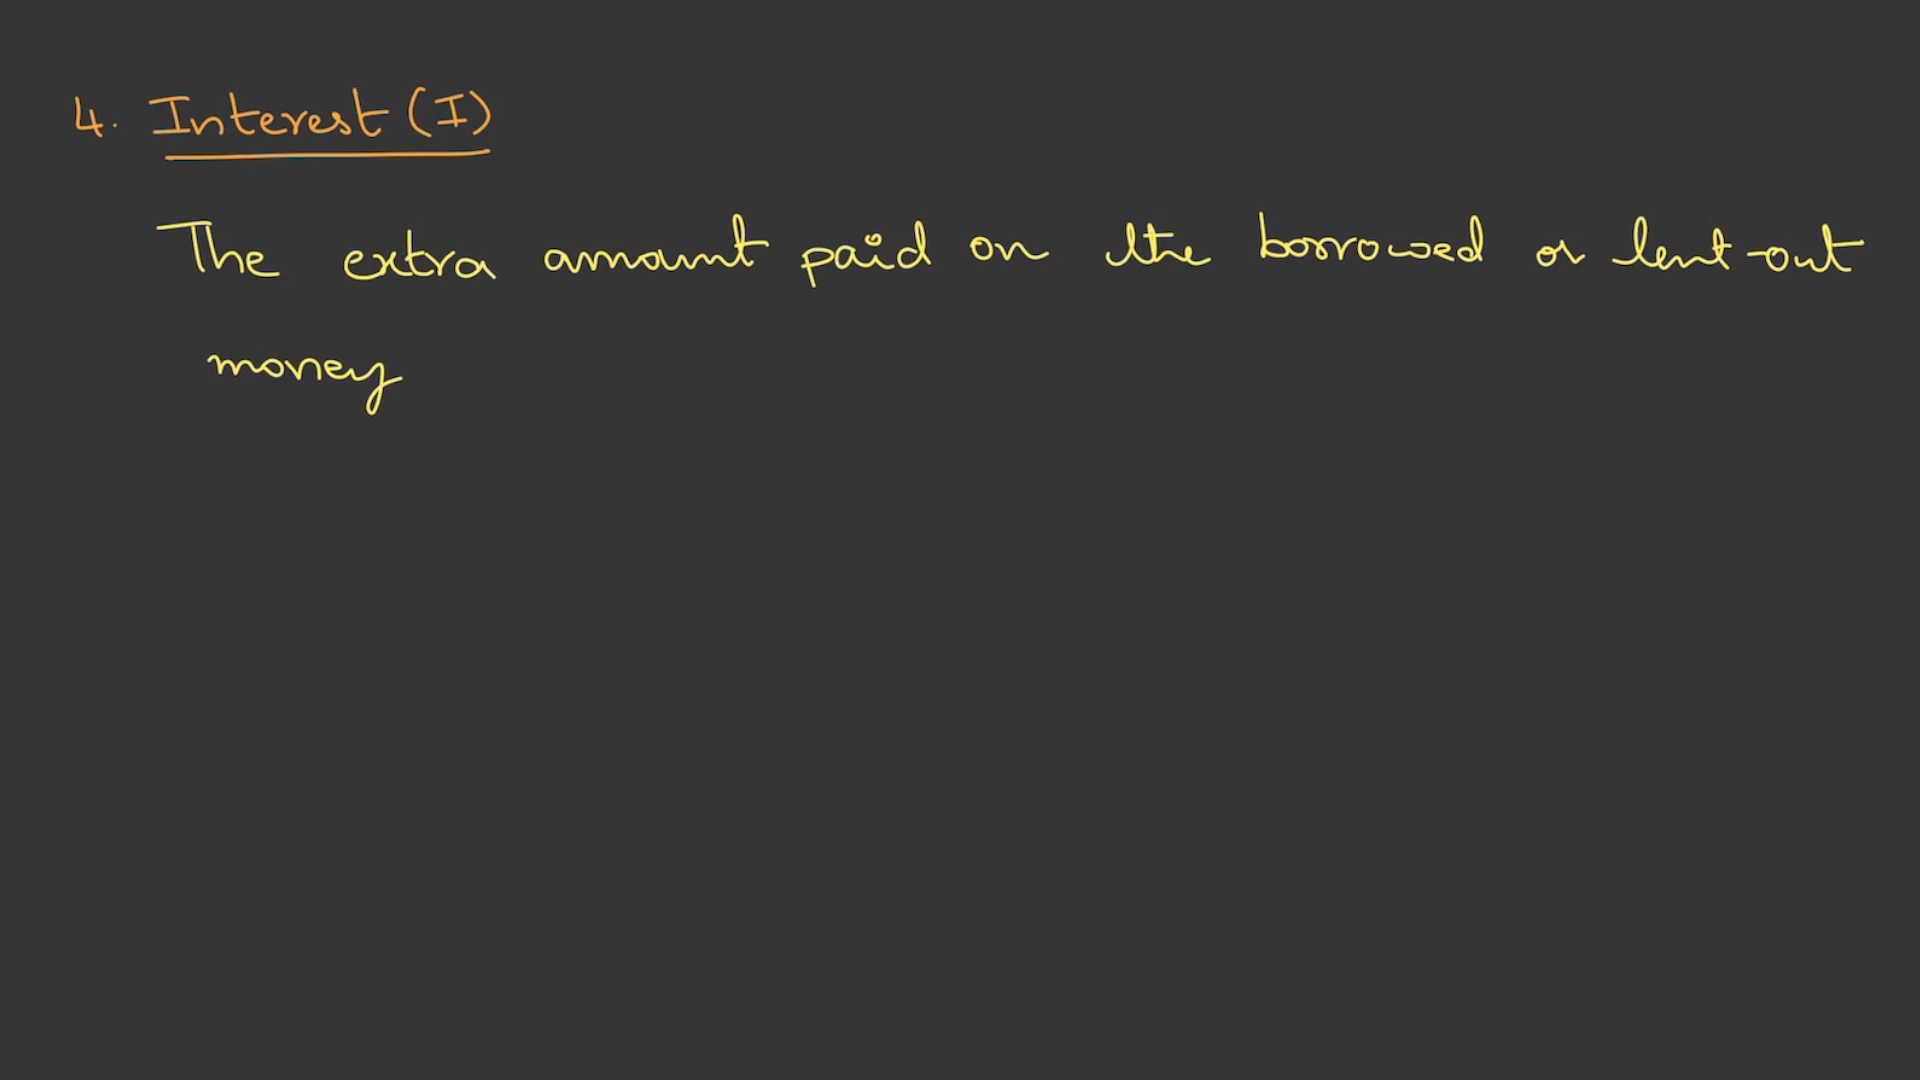 4. Interest (I)
The extra amount paid on the borrowed or lent-out
money